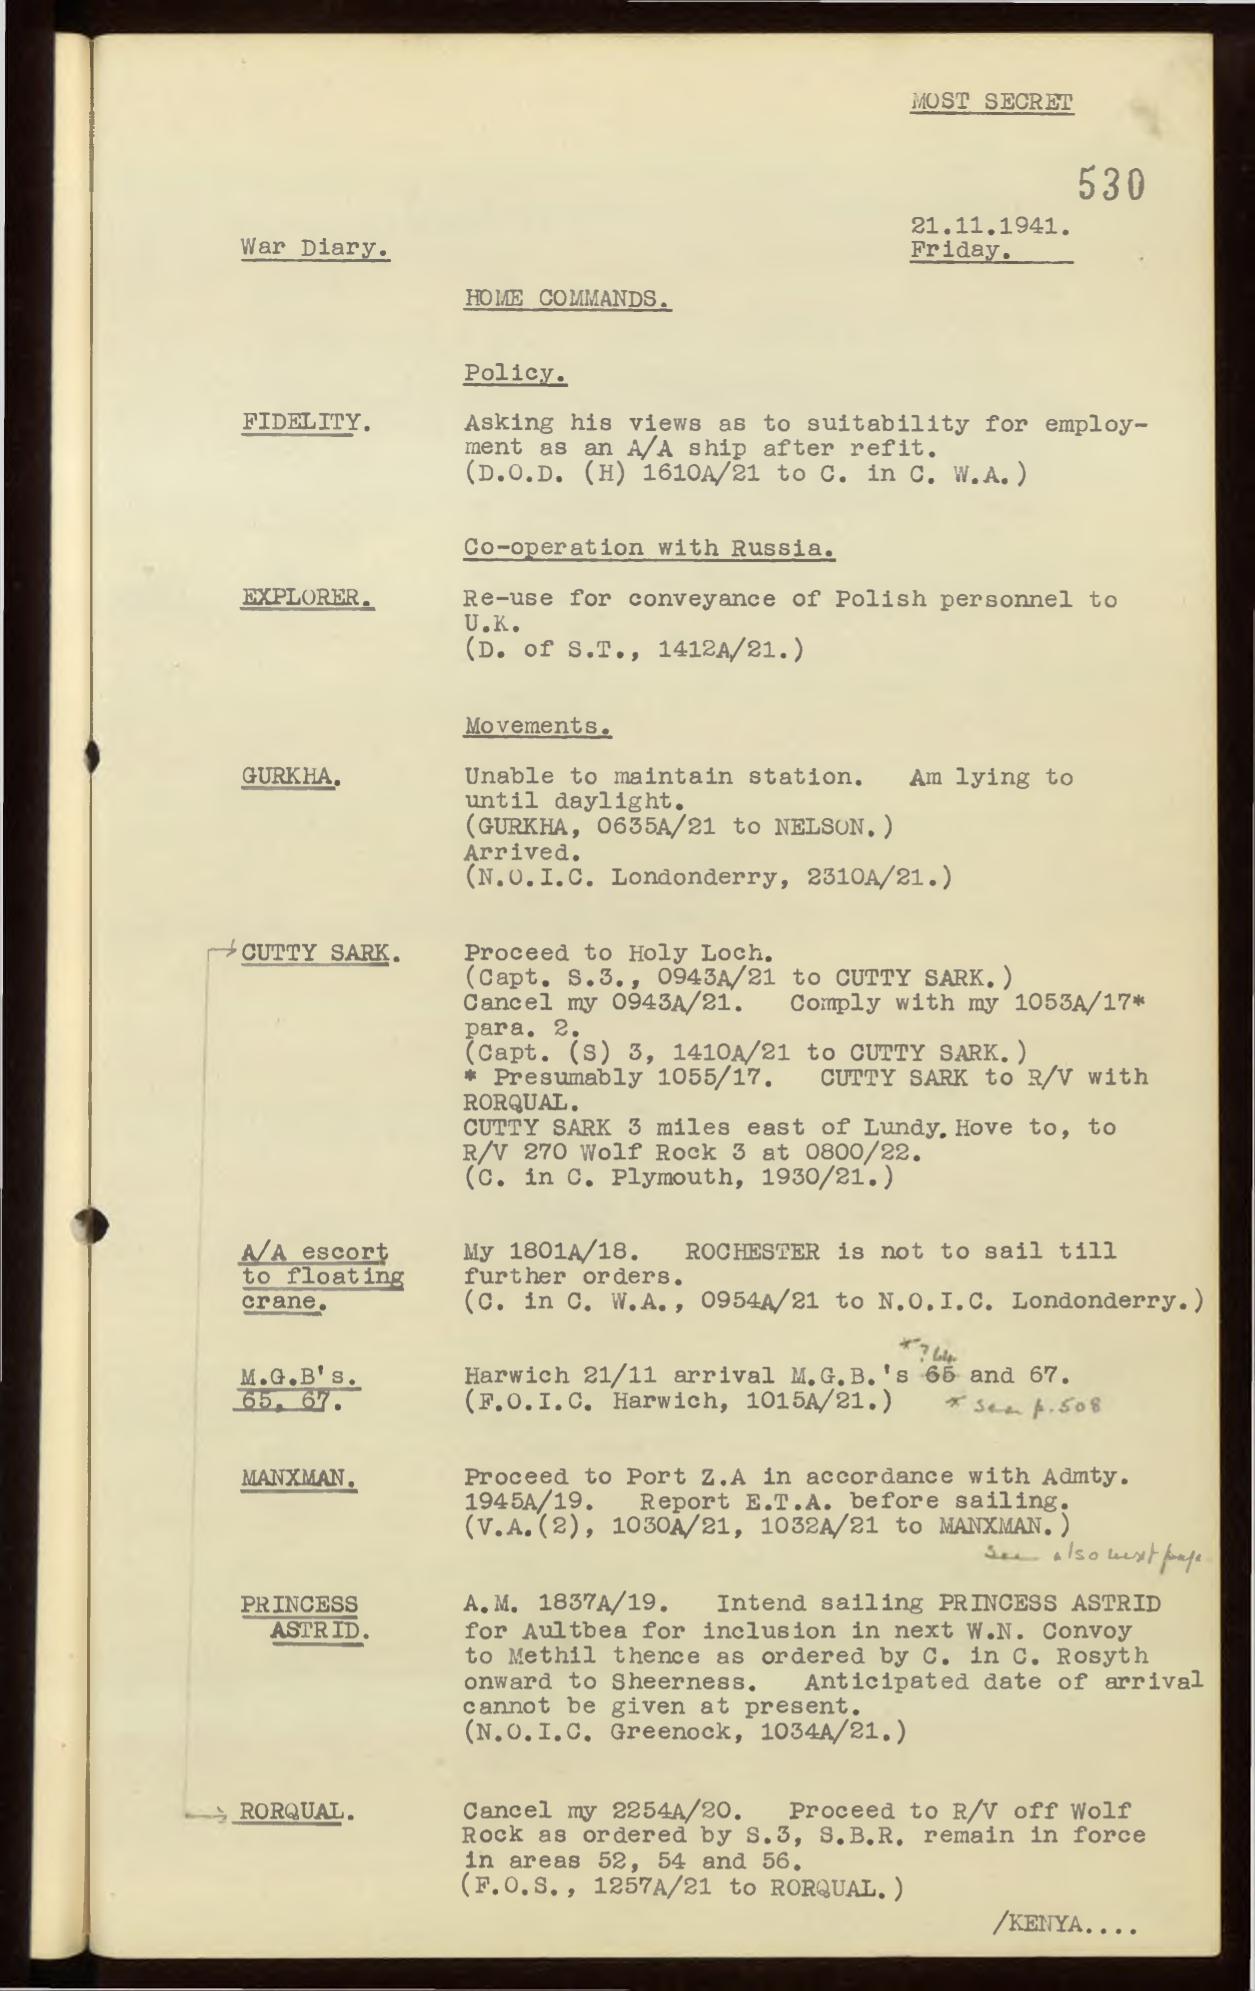 MOST SECRET
530
21.11.1941.
War Diary.
Friday.
HOME COMMANDS.
Policy.
FIDELITY. Asking his views as to suitability for employ-
ment as an A/A ship after refit.
(D.O.D. (H) 1610A/21 to C. in C. W.A.)
Co-operation with Russia.
EXPLORER. Re-use for conveyance of Polish personnel to
U.K.
(D. of S.T., 1412A/21.)
Movements.
GURKHA. Unable to maintain station. Am lying to
until daylight.
(GURKHA, 0635A/21 to NELSON.)
Arrived.
(N.O.I.C. Londonderry, 2310A/21.)
CUTTY SARK. Proceed to Holy Loch.
(Capt. S.3., 0943A/21 to CUTTY SARK.)
Cancel my 0943A/21. Comply with my 1053A/17*
para. 2.
(Capt. (S) 3, 1410A/21 to CUTTY SARK.)
* Presumably 1055/17. CUTTY SARK to R/V with
RORQUAL.
CUTTY SARK 3 miles east of Lundy. Hove to, to
R/V 270 Wolf Rock 3 at 0800/22.
(C. in C. Plymouth, 1930/21.)
A/A escort My 1801A/18. ROCHESTER is not to sail till
to floating further orders.
crane. (C. in C. W.A., 0954A/21 to N.O.I.C. Londonderry.)
* ? 64
M.G.B's. Harwich 21/11 arrival M.G.B.'s 65 and 67.
65, 67. (F.O.I.C. Harwich, 1015A/21.) * See p. 508
MANXMAN. Proceed to Port Z.A in accordance with Admty.
1945A/19. Report E.T.A. before sailing.
(V.A.(2), 1030A/21, 1032A/21 to MANXMAN.)
See also next page
PRINCESS A.M. 1837A/19. Intend sailing PRINCESS ASTRID
ASTRID. for Aultbea for inclusion in next W.N. Convoy
to Methil thence as ordered by C. in C. Rosyth
onward to Sheerness. Anticipated date of arrival
cannot be given at present.
(N.O.I.C. Greenock, 1034A/21.)
RORQUAL. Cancel my 2254A/20. Proceed to R/V off Wolf
Rock as ordered by S.3, S.B.R. remain in force
in areas 52, 54 and 56.
(F.O.S., 1257A/21 to RORQUAL.)
/KENYA....